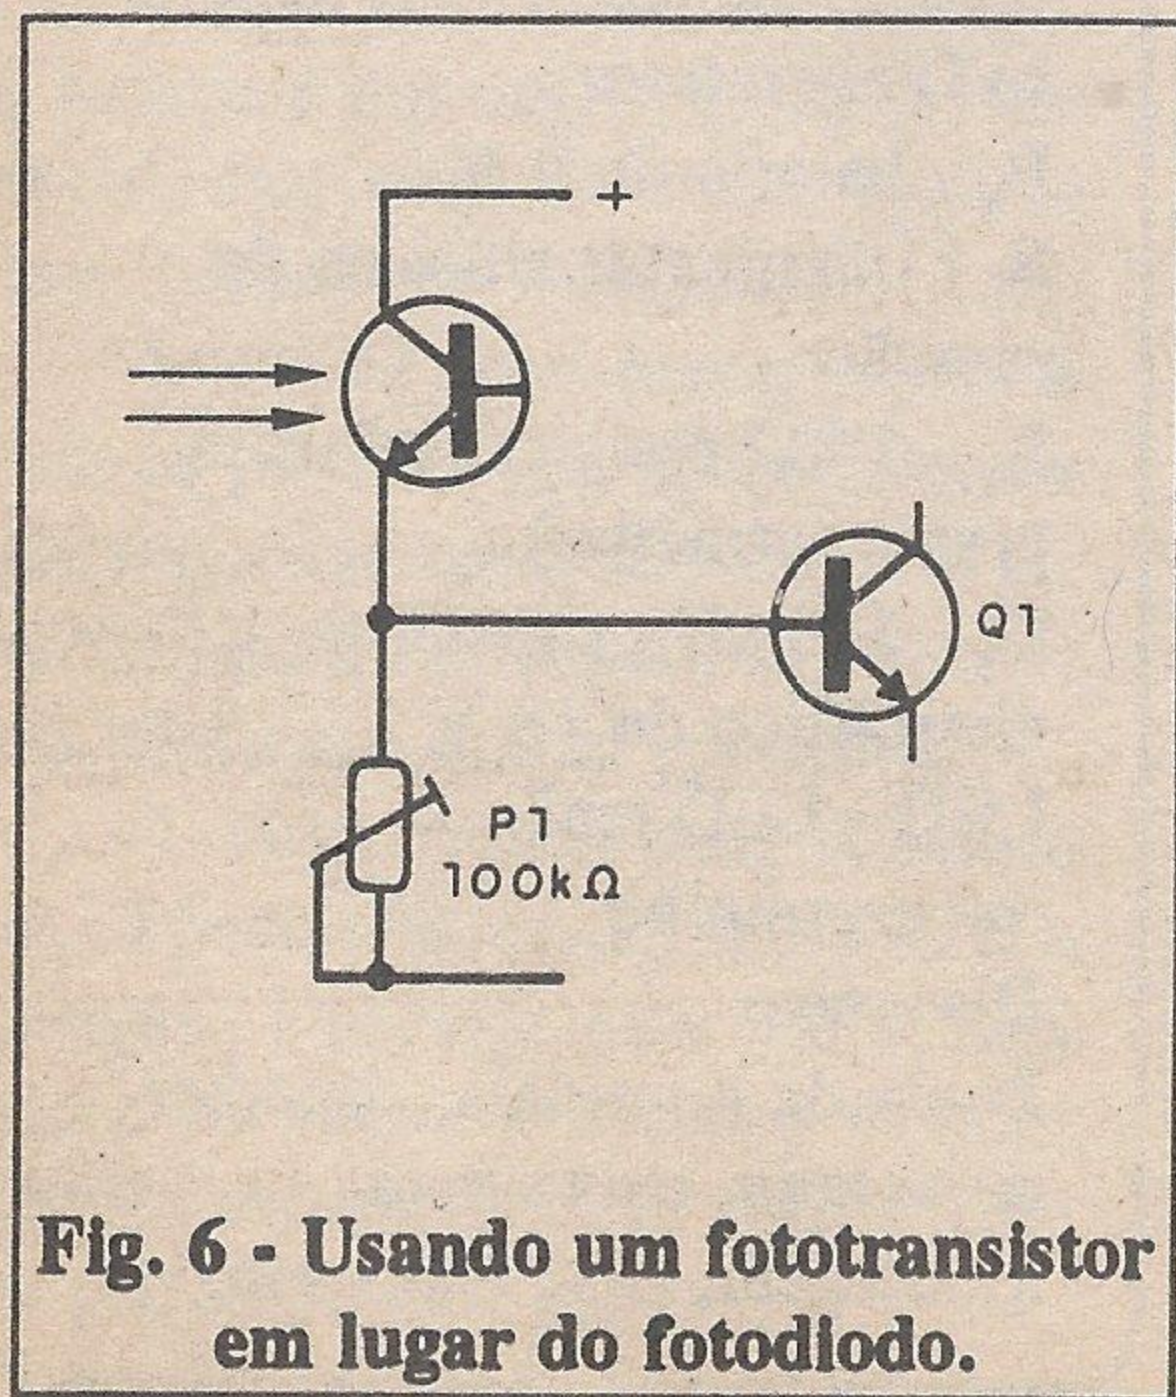 +
Q1
P1
100kΩ
Fig. 6 - Usando um fototransistor
em lugar do fotodiodo.